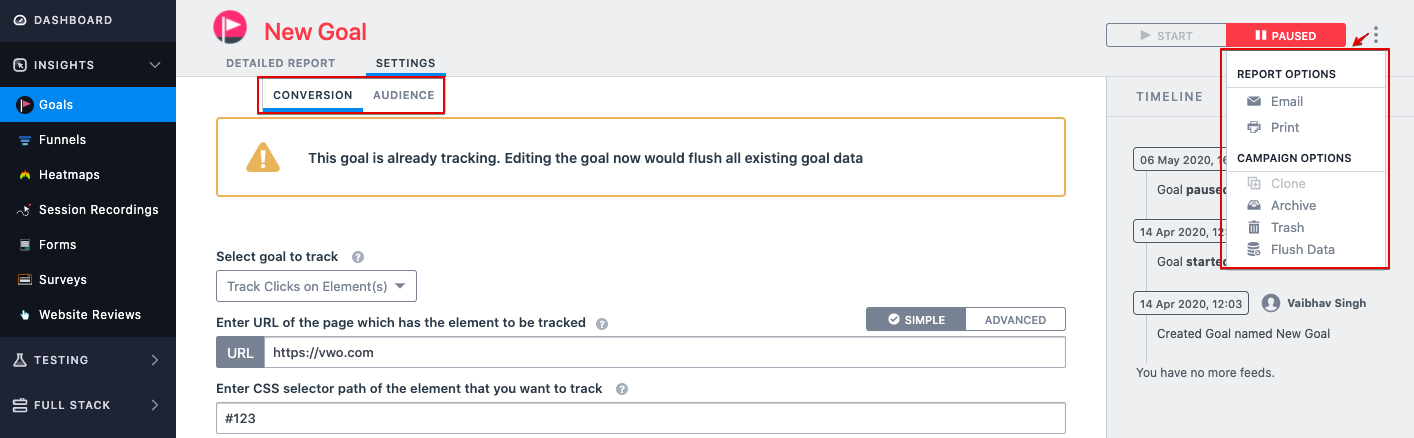 DASHBOARD
INSIGHTS
Goals
Funnels
Heatmaps
Session Recordings
Forms
Surveys
Website Reviews
TESTING
FULL STACK
New Goal
START
PAUSED
DETAILED REPORT
SETTINGS
CONVERSION
AUDIENCE
This goal is already tracking. Editing the goal now would flush all existing goal data
Select goal to track ?
Track Clicks on Element(s)
Enter URL of the page which has the element to be tracked ?
SIMPLE
ADVANCED
URL
https://vwo.com
Enter CSS selector path of the element that you want to track ?
#123
TIMELINE
06 May 2020, 16
Goal paused
14 Apr 2020, 12:
Goal started
14 Apr 2020, 12:03
Vaibhav Singh
Created Goal named New Goal
You have no more feeds.
REPORT OPTIONS
Email
Print
CAMPAIGN OPTIONS
Clone
Archive
Trash
Flush Data